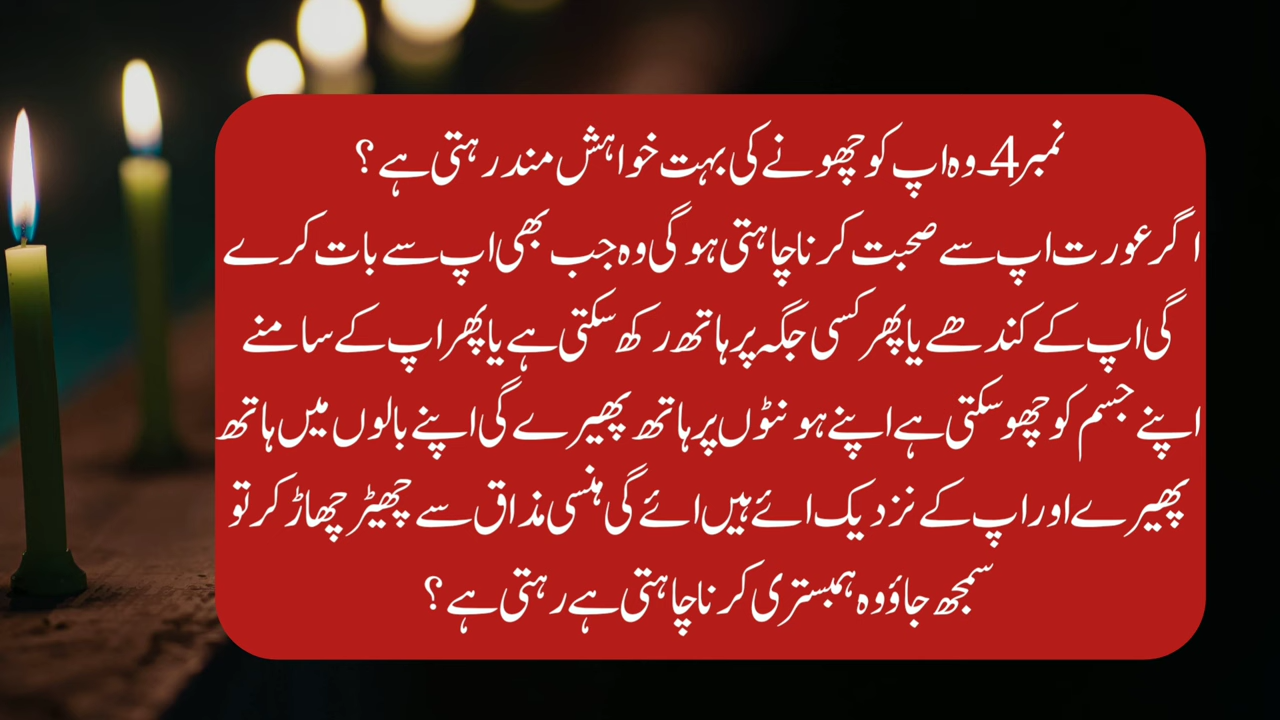 نمبر4۔وہ اپ کو چھونے کی بہت خواہش مند رہتی ہے ؟
اگر عورت اپ سے صحبت کرنا چاہتی ہوگی وہ جب بھی اپ سے بات کرے
گی اپ کے کندھے یا پھر کسی جگہ پر ہاتھ رکھ سکتی ہے یا پھر اپ کے سامنے
اپنے جسم کو چھو سکتی ہے اپنے ہونٹوں پر ہاتھ پھیرے گی اپنے بالوں میں ہاتھ
پھیرے اور اپ کے نزدیک ائے ہیں ائے گی ہنسی مذاق سے چھیڑ چھاڑ کر تو
سمجھ جاؤ وہ ہمبستری کرنا چاہتی ہے رہتی ہے ؟